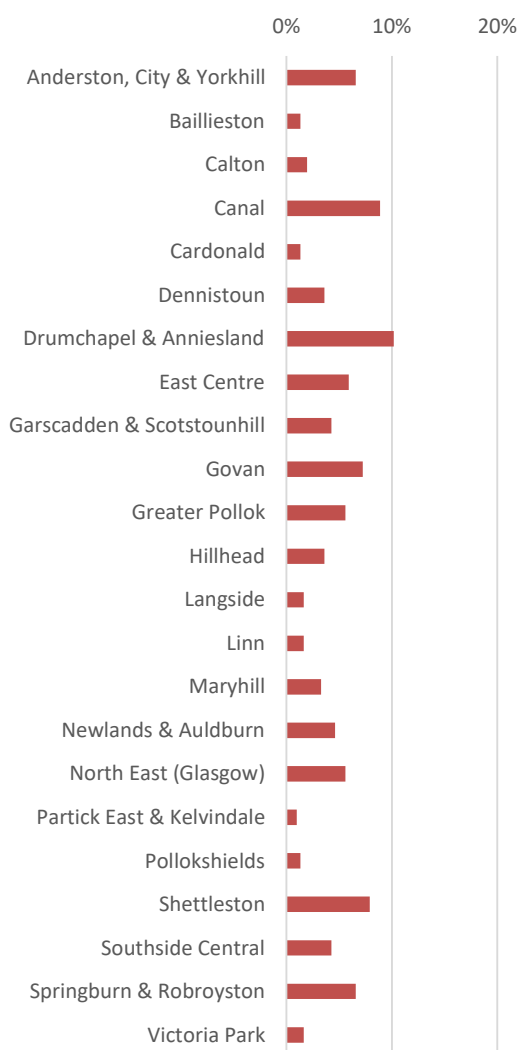 0% 10% 20%
Anderston, City & Yorkhill
Baillieston
Calton
Canal
Cardonald
Dennistoun
Drumchapel & Anniesland
East Centre
Garscadden & Scotstounhill
Govan
Greater Pollok
Hillhead
Langside
Linn
Maryhill
Newlands & Auldburn
North East (Glasgow)
Partick East & Kelvindale
Pollokshields
Shettleston
Southside Central
Springburn & Robroyston
Victoria Park